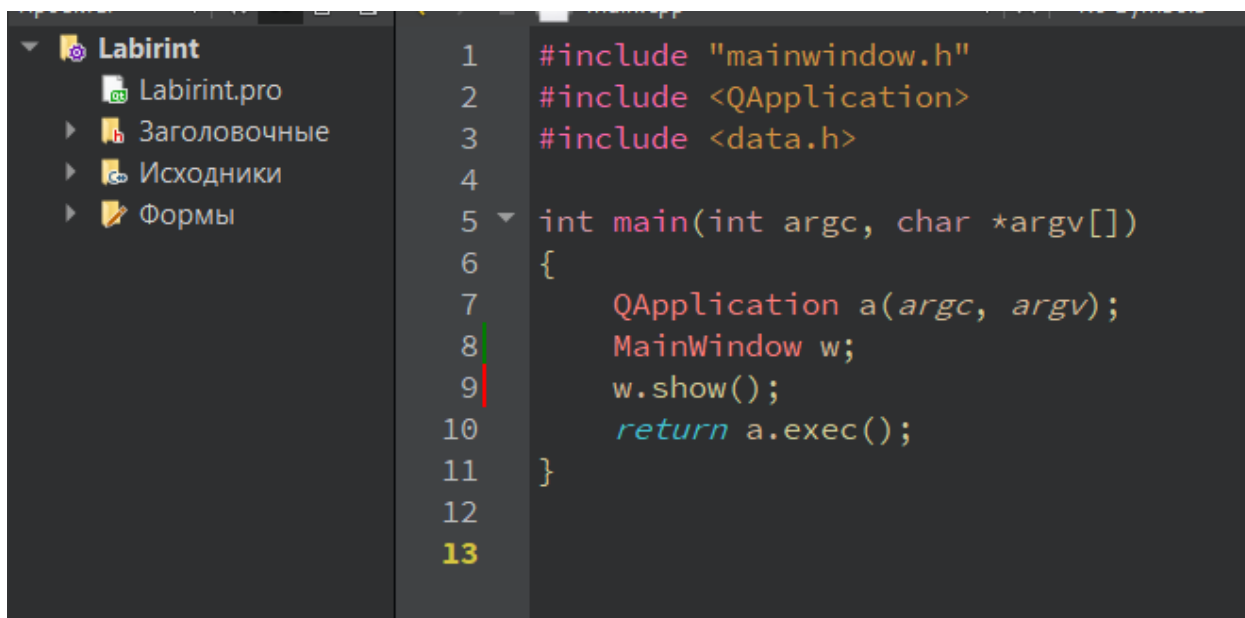 Labirint
Labirint.pro
Заголовочные
Исходники
Формы
1 #include "mainwindow.h"
2 #include <QApplication>
3 #include <data.h>
4
5 int main(int argc, char *argv[])
6 {
7 QApplication a(argc, argv);
8 MainWindow w;
9 w.show();
10 return a.exec();
11 }
12
13